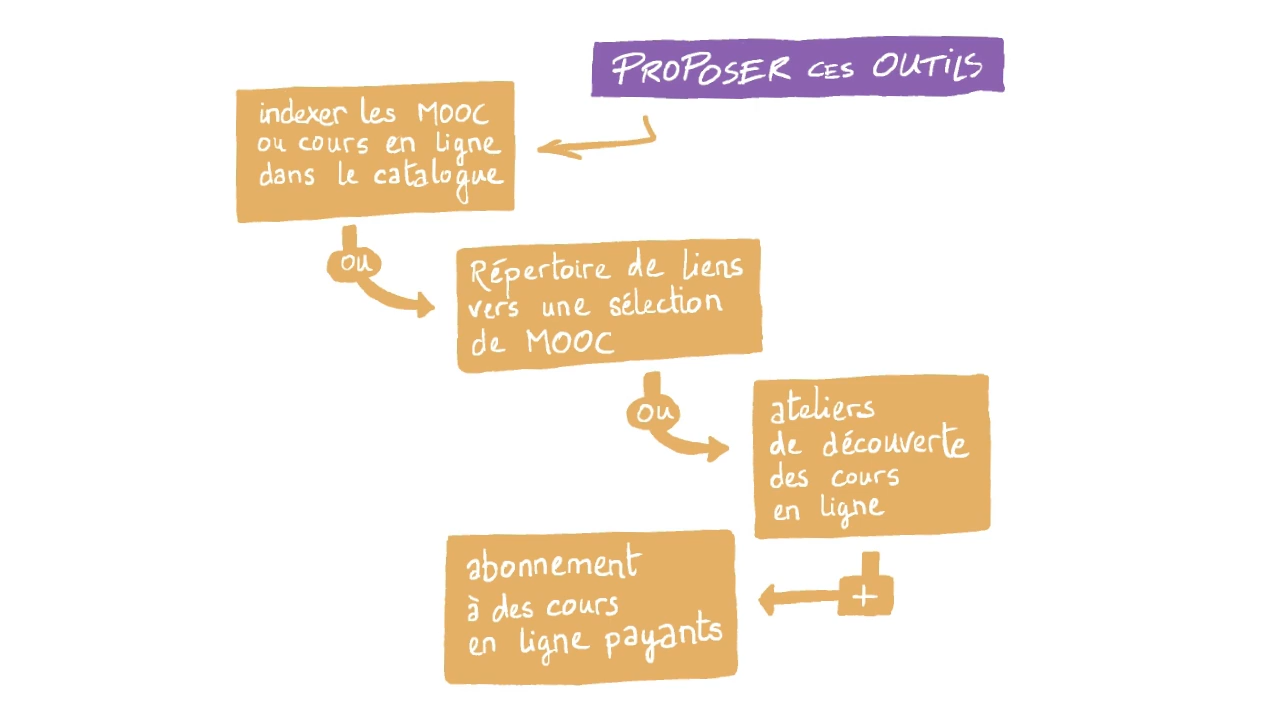 PROPOSER CES OUTILS
indexer les MOOC
ou cours en ligne
dans le catalogue
ou
Répertoire de liens
vers une sélection
de MOOC
ou
ateliers
de découverte
des cours
en ligne
+
abonnement
à des cours
en ligne payants